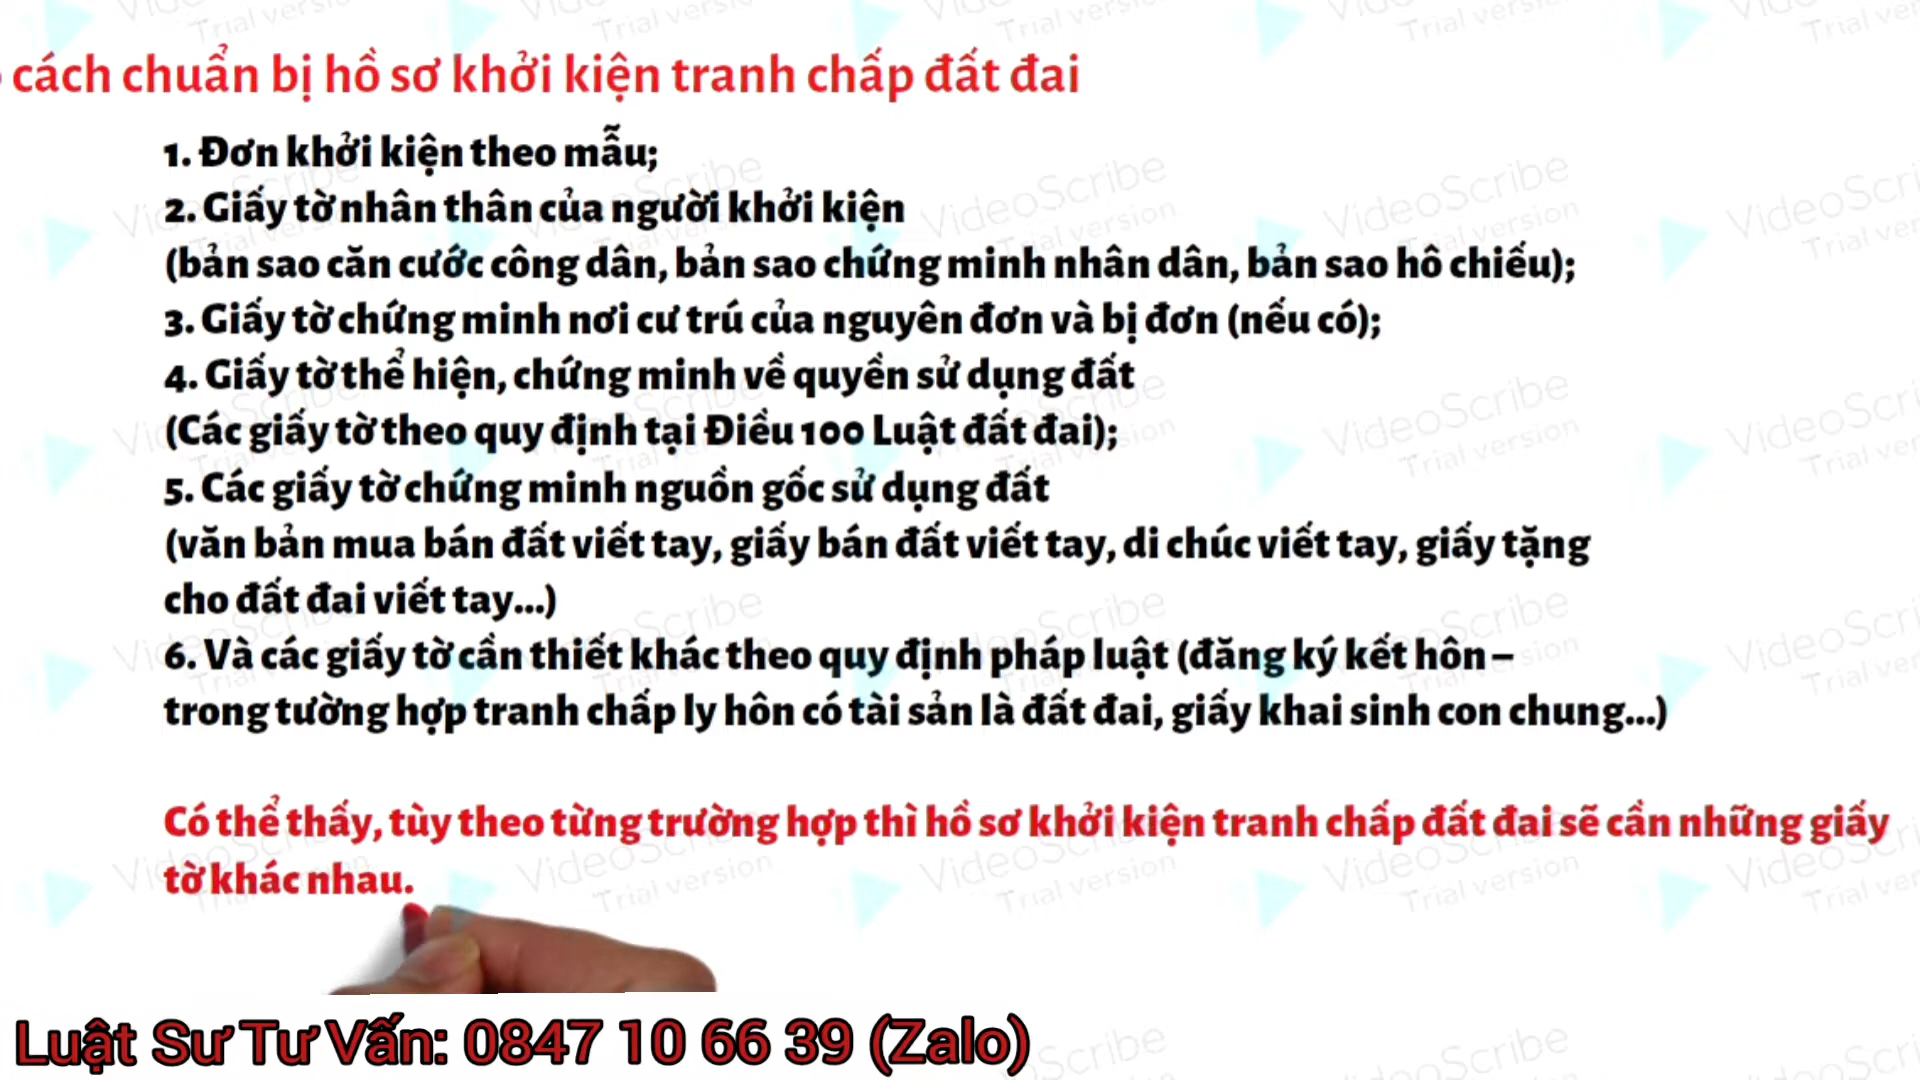 cách chuẩn bị hồ sơ khởi kiện tranh chấp đất đai
1. Đơn khởi kiện theo mẫu;
2. Giấy tờ nhân thân của người khởi kiện
(bản sao căn cước công dân, bản sao chứng minh nhân dân, bản sao hô chiếu);
3. Giấy tờ chứng minh nơi cư trú của nguyên đơn và bị đơn (nếu có);
4. Giấy tờ thể hiện, chứng minh về quyền sử dụng đất
(Các giấy tờ theo quy định tại Điều 100 Luật đất đai);
5. Các giấy tờ chứng minh nguồn gốc sử dụng đất
(văn bản mua bán đất viết tay, giấy bán đất viết tay, di chúc viết tay, giấy tặng
cho đất đai viết tay...)
6. Và các giấy tờ cần thiết khác theo quy định pháp luật (đăng ký kết hôn –
trong tường hợp tranh chấp ly hôn có tài sản là đất đai, giấy khai sinh con chung...)
Có thể thấy, tùy theo từng trường hợp thì hồ sơ khởi kiện tranh chấp đất đai sẽ cần những giấy
tờ khác nhau.
Luật Sư Tư Vấn: 0847 10 66 39 (Zalo)
VideoScribe
Trial version